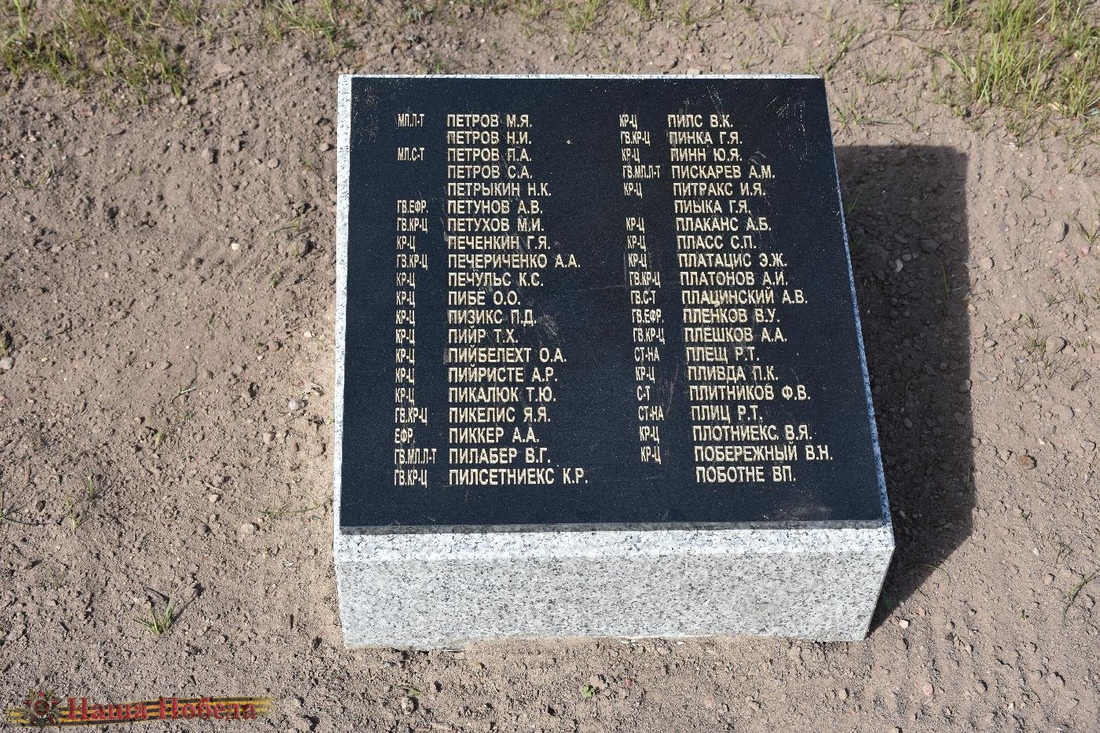 МЛ.Л-Т ПЕТРОВ М.Я.
ПЕТРОВ Н.И.
МЛ.С-Т ПЕТРОВ П.А.
ПЕТРОВ С.А.
ПЕТРЫКИН Н.К.
ГВ.ЕФР. ПЕТУНОВ А.В.
ГВ.КР-Ц ПЕТУХОВ М.И.
КР-Ц ПЕЧЕНКИН Г.Я.
ГВ.КР-Ц ПЕЧЕРИЧЕНКО А.А.
КР-Ц ПЕЧУЛЬС К.С.
КР-Ц ПИБЕ О.О.
КР-Ц ПИЗИКС П.Д.
КР-Ц ПИЙР Т.Х.
КР-Ц ПИЙБЕЛЕХТ О.А.
КР-Ц ПИЙРИСТЕ А.Р.
КР-Ц ПИКАЛЮК Т.Ю.
ГВ.КР-Ц ПИКЕЛИС Я.Я.
ЕФР. ПИККЕР А.А.
ГВ.МЛ.Л-Т ПИЛАБЕР В.Г.
ГВ.КР-Ц ПИЛСЕТНИЕКС К.Р.
КР-Ц ПИЛС В.К.
ГВ.КР-Ц ПИНКА Г.Я.
КР-Ц ПИНН Ю.Я.
ГВ.МЛ.Л-Т ПИСКАРЕВ А.М.
КР-Ц ПИТРАКС И.Я.
ПИЫКА Г.Я.
КР-Ц ПЛАКАНС А.Б.
КР-Ц ПЛАСС С.П.
КР-Ц ПЛАТАЦИС Э.Ж.
ГВ.КР-Ц ПЛАТОНОВ А.И.
ГВ.С-Т ПЛАЦИНСКИЙ А.В.
ГВ.ЕФР. ПЛЕНКОВ В.У.
ГВ.КР-Ц ПЛЕШКОВ А.А.
СТ-НА ПЛЕЩ Р.Т.
КР-Ц ПЛИВДА П.К.
С-Т ПЛИТНИКОВ Ф.В.
СТ-НА ПЛИЦ Р.Т.
КР-Ц ПЛОТНИЕКС В.Я.
КР-Ц ПОБЕРЕЖНЫЙ В.Н.
ПОБОТНЕ ВП.
Наша Победа